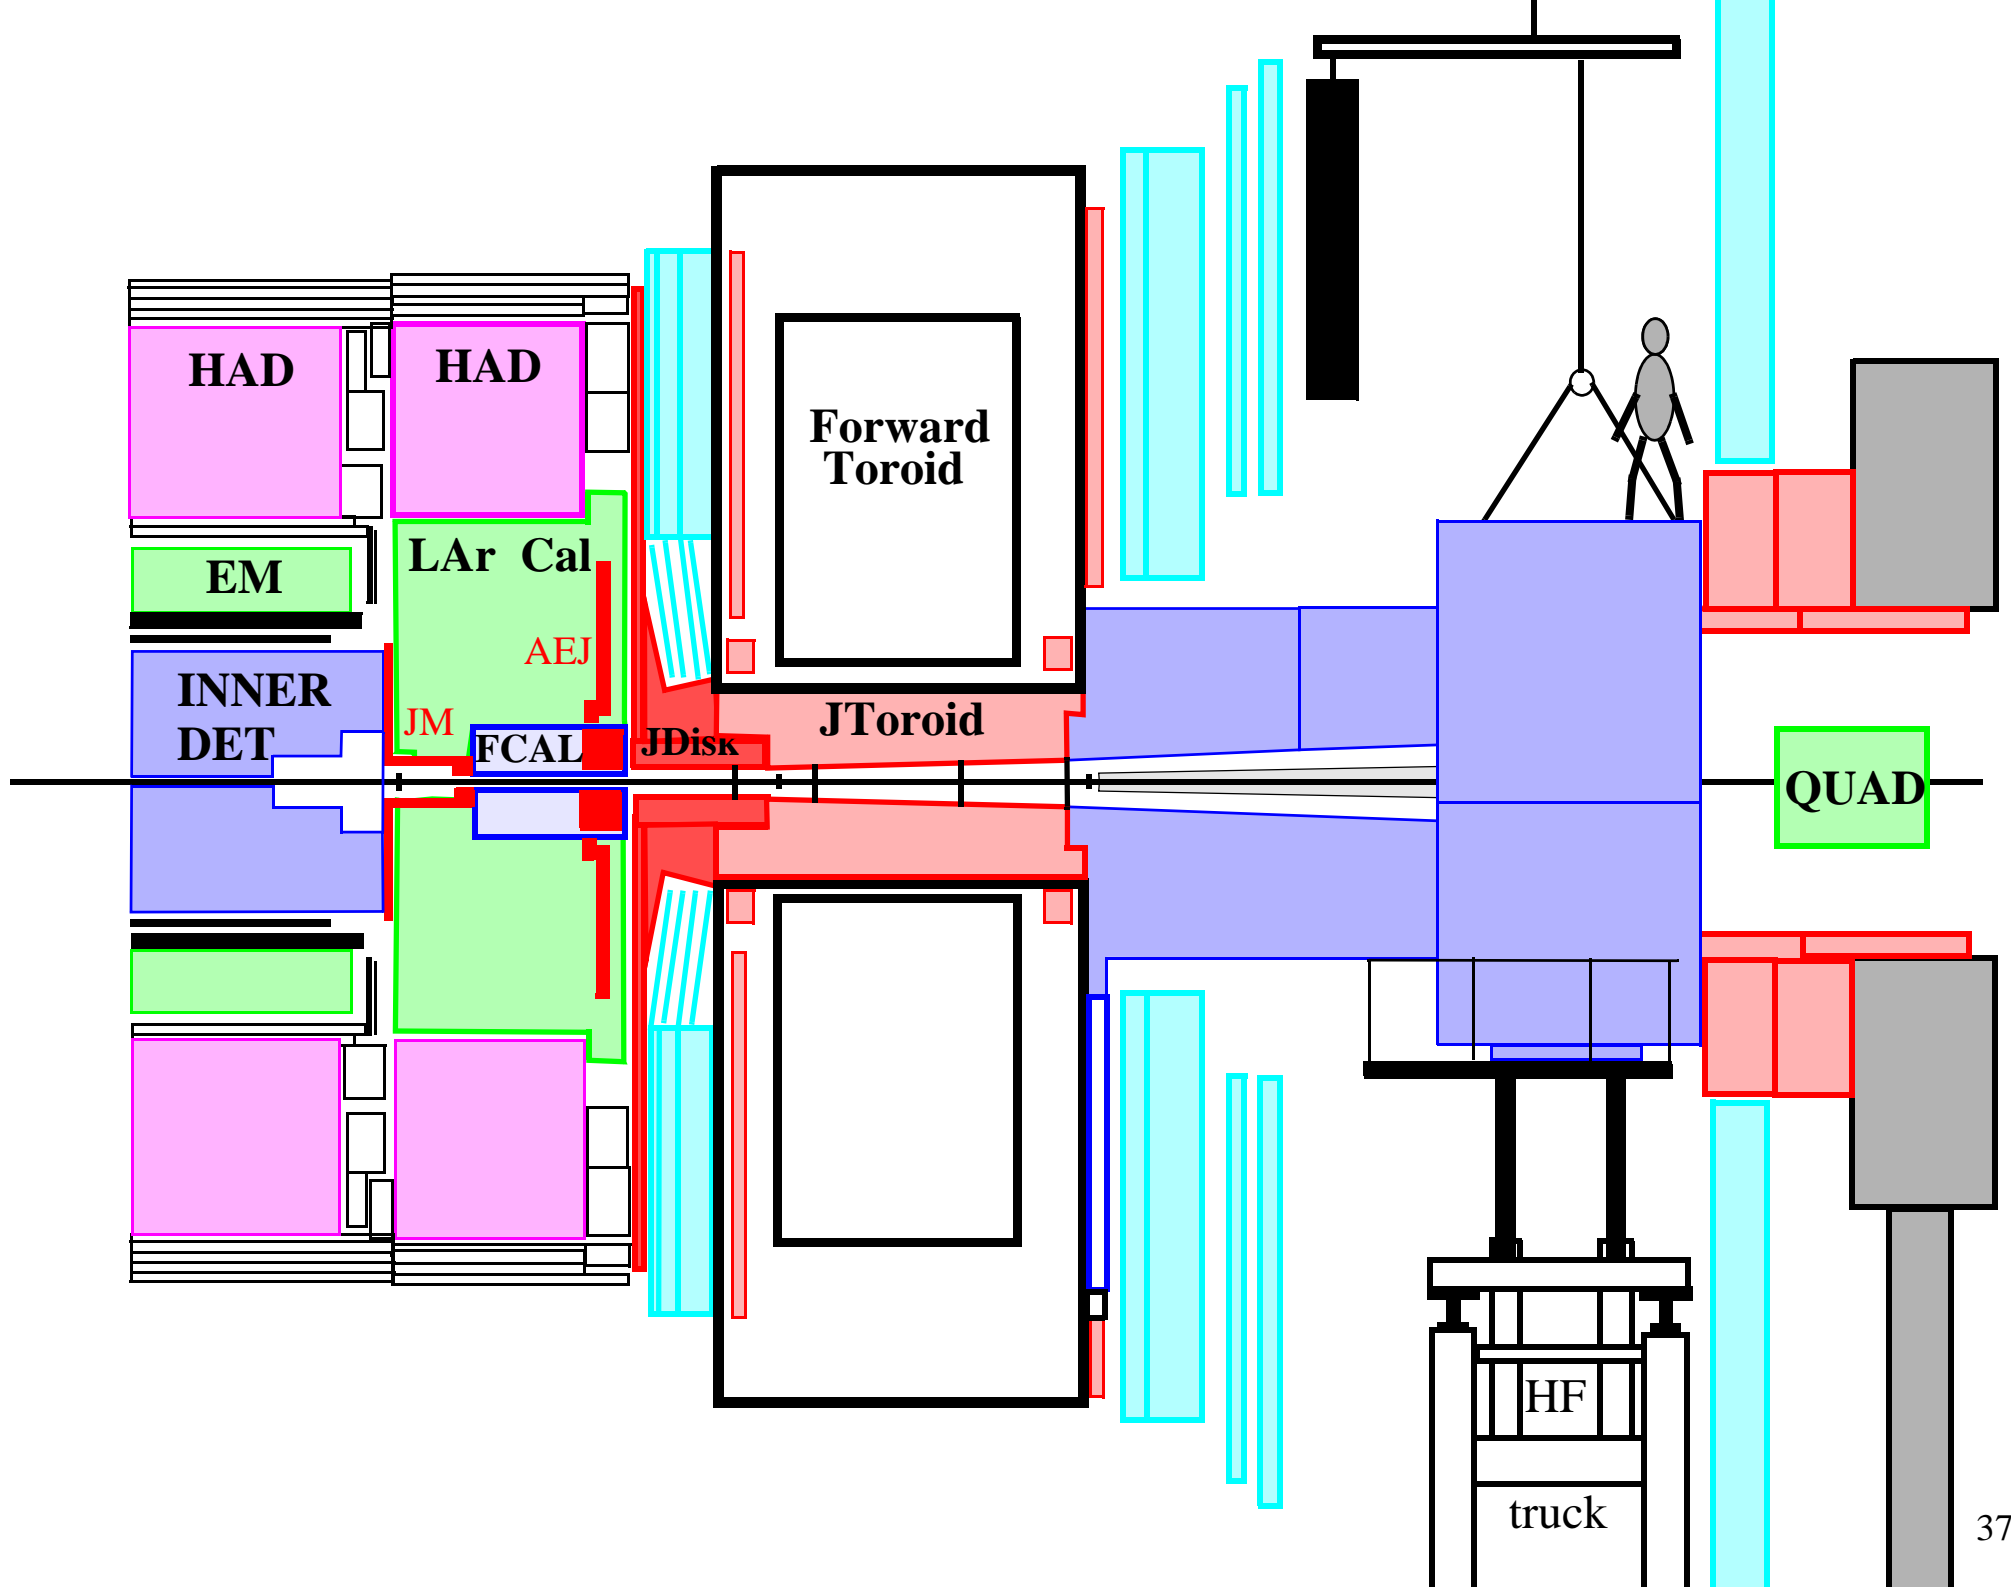 HAD
HAD
Forward
Toroid
LAr Cal
EM
AEJ
INNER
DET
JM
FCAL
JDisk
JToroid
QUAD
HF
truck
37